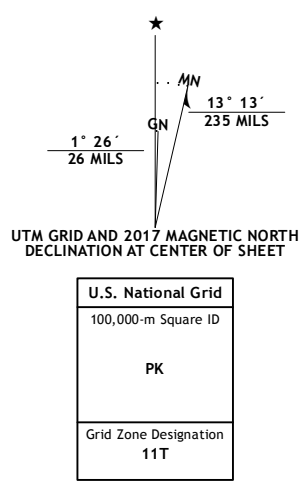 MN
13° 13´
235 MILS
GN
1° 26´
26 MILS
UTM GRID AND 2017 MAGNETIC NORTH
DECLINATION AT CENTER OF SHEET
U.S. National Grid
100,000-m Square ID
PK
Grid Zone Designation
11T